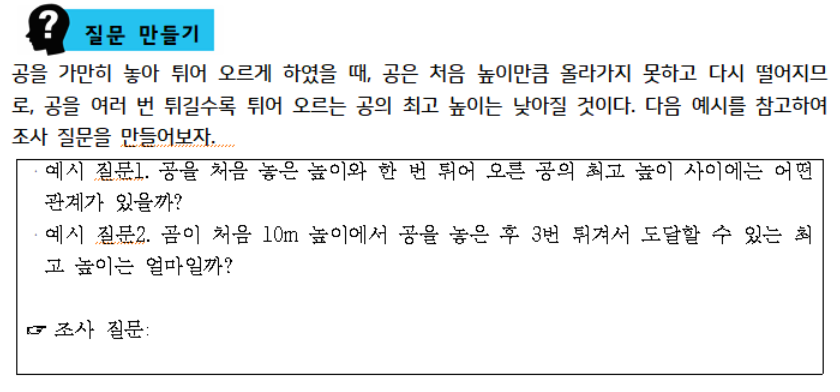 ?
질문 만들기
공을 가만히 놓아 튀어 오르게 하였을 때, 공은 처음 높이만큼 올라가지 못하고 다시 떨어지므
로, 공을 여러 번 튀길수록 튀어 오르는 공의 최고 높이는 낮아질 것이다. 다음 예시를 참고하여
조사 질문을 만들어보자.
· 예시 질문1. 공을 처음 놓은 높이와 한 번 튀어 오른 공의 최고 높이 사이에는 어떤
관계가 있을까?
· 예시 질문2. 곰이 처음 10m 높이에서 공을 놓은 후 3번 튀겨서 도달할 수 있는 최
고 높이는 얼마일까?
☞ 조사 질문: